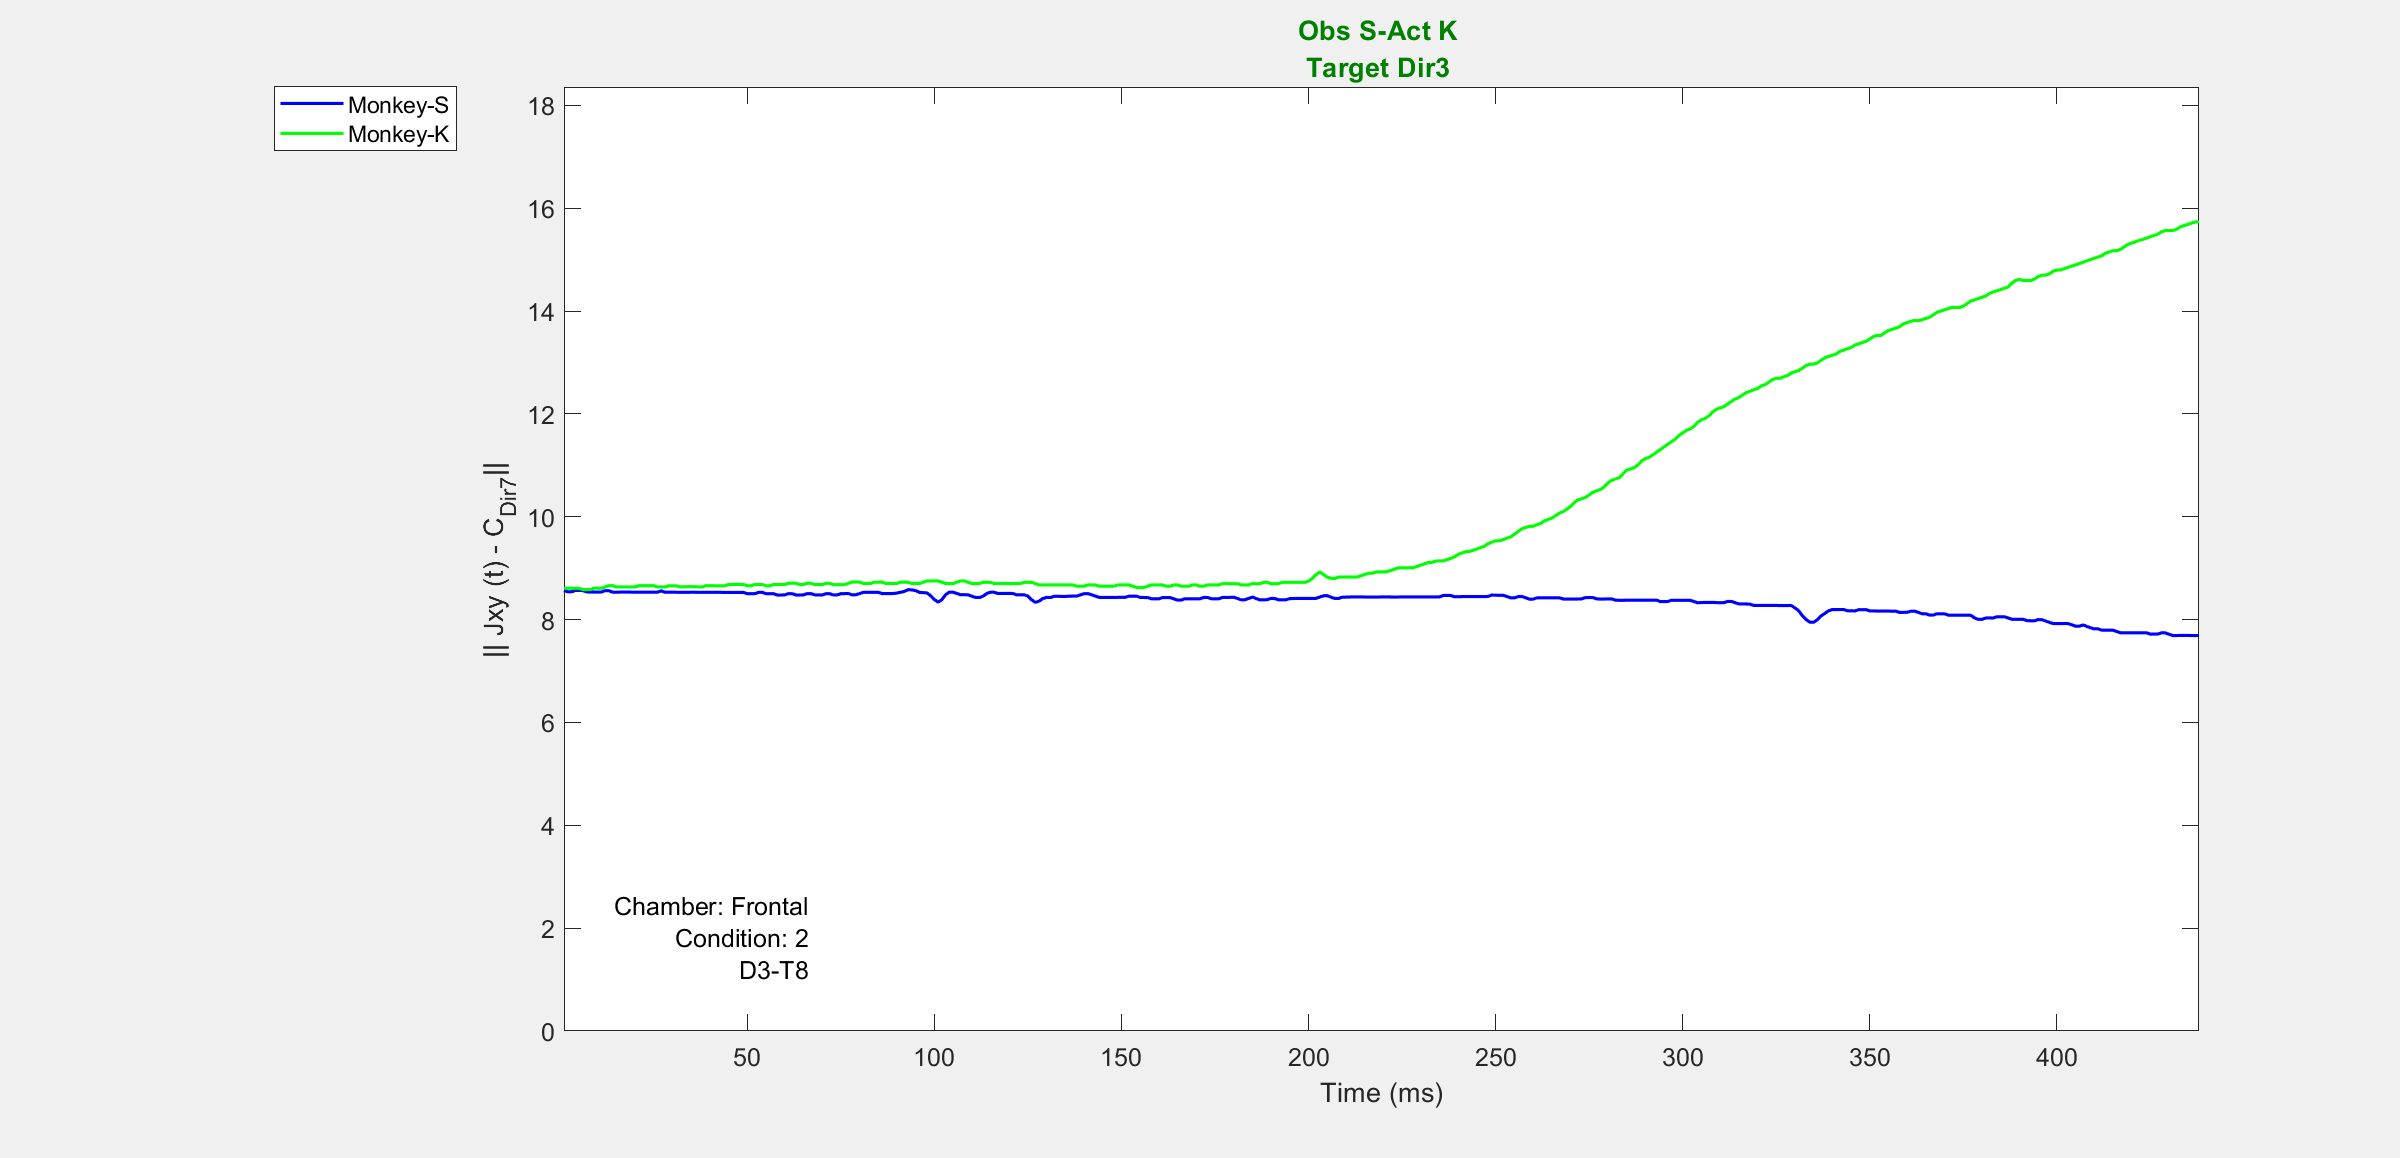 Obs S-Act K
Target Dir3
Monkey-S
Monkey-K
18
16
14
12
10
8
6
4
2
0
|| Jxy (t) - C_Dir7||
Chamber: Frontal
Condition: 2
D3-T8
50 100 150 200 250 300 350 400
Time (ms)